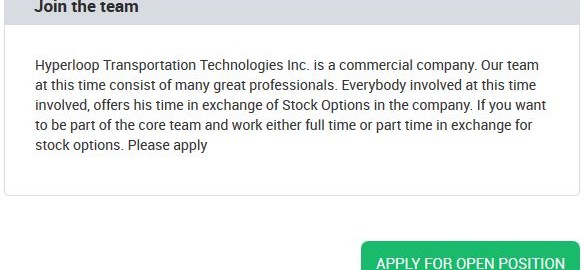 Join the team
Hyperloop Transportation Technologies Inc. is a commercial company. Our team
at this time consist of many great professionals. Everybody involved at this time
involved, offers his time in exchange of Stock Options in the company. If you want
to be part of the core team and work either full time or part time in exchange for
stock options. Please apply
APPLY FOR OPEN POSITION